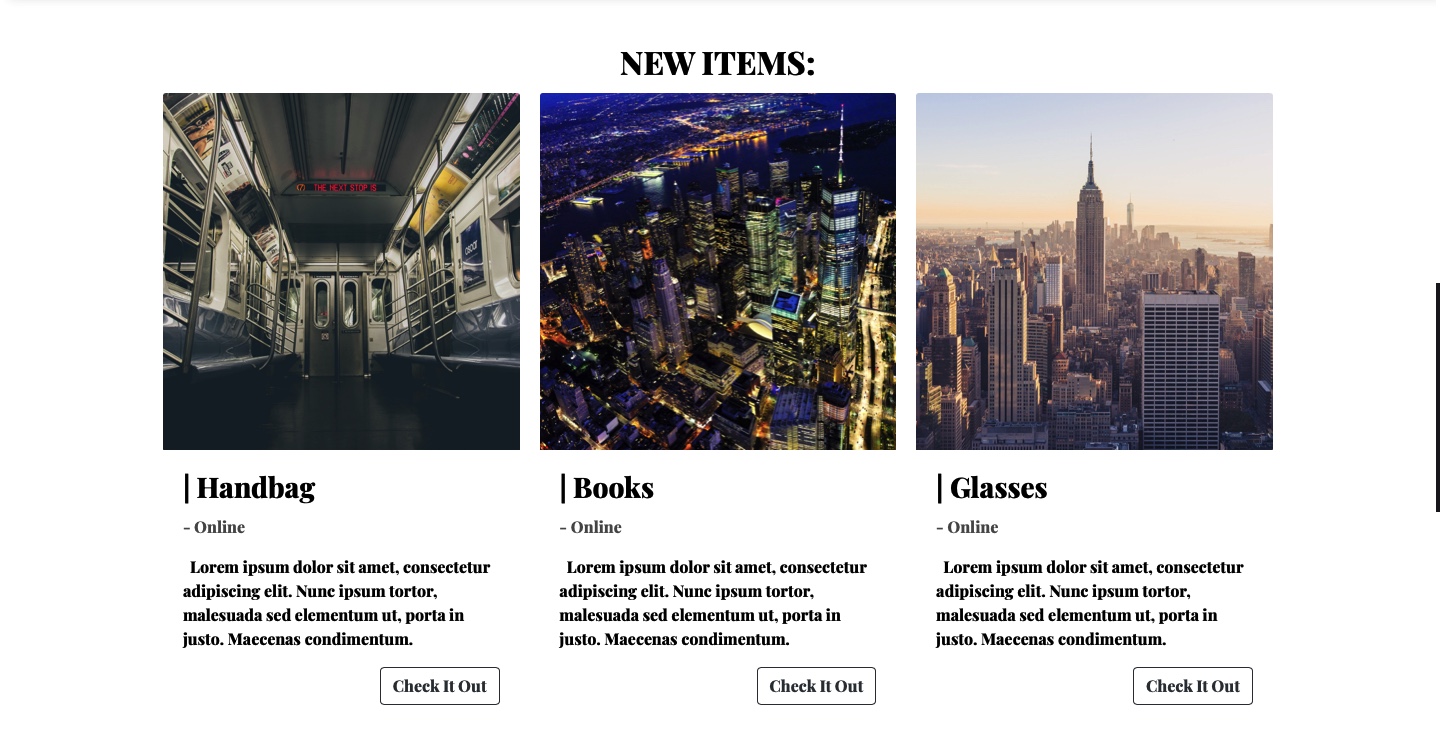 NEW ITEMS:
THE NEXT STOP IS
| Handbag
- Online
Lorem ipsum dolor sit amet, consectetur
adipiscing elit. Nunc ipsum tortor,
malesuada sed elementum ut, porta in
justo. Maecenas condimentum.
Check It Out
| Books
- Online
Lorem ipsum dolor sit amet, consectetur
adipiscing elit. Nunc ipsum tortor,
malesuada sed elementum ut, porta in
justo. Maecenas condimentum.
Check It Out
| Glasses
- Online
Lorem ipsum dolor sit amet, consectetur
adipiscing elit. Nunc ipsum tortor,
malesuada sed elementum ut, porta in
justo. Maecenas condimentum.
Check It Out